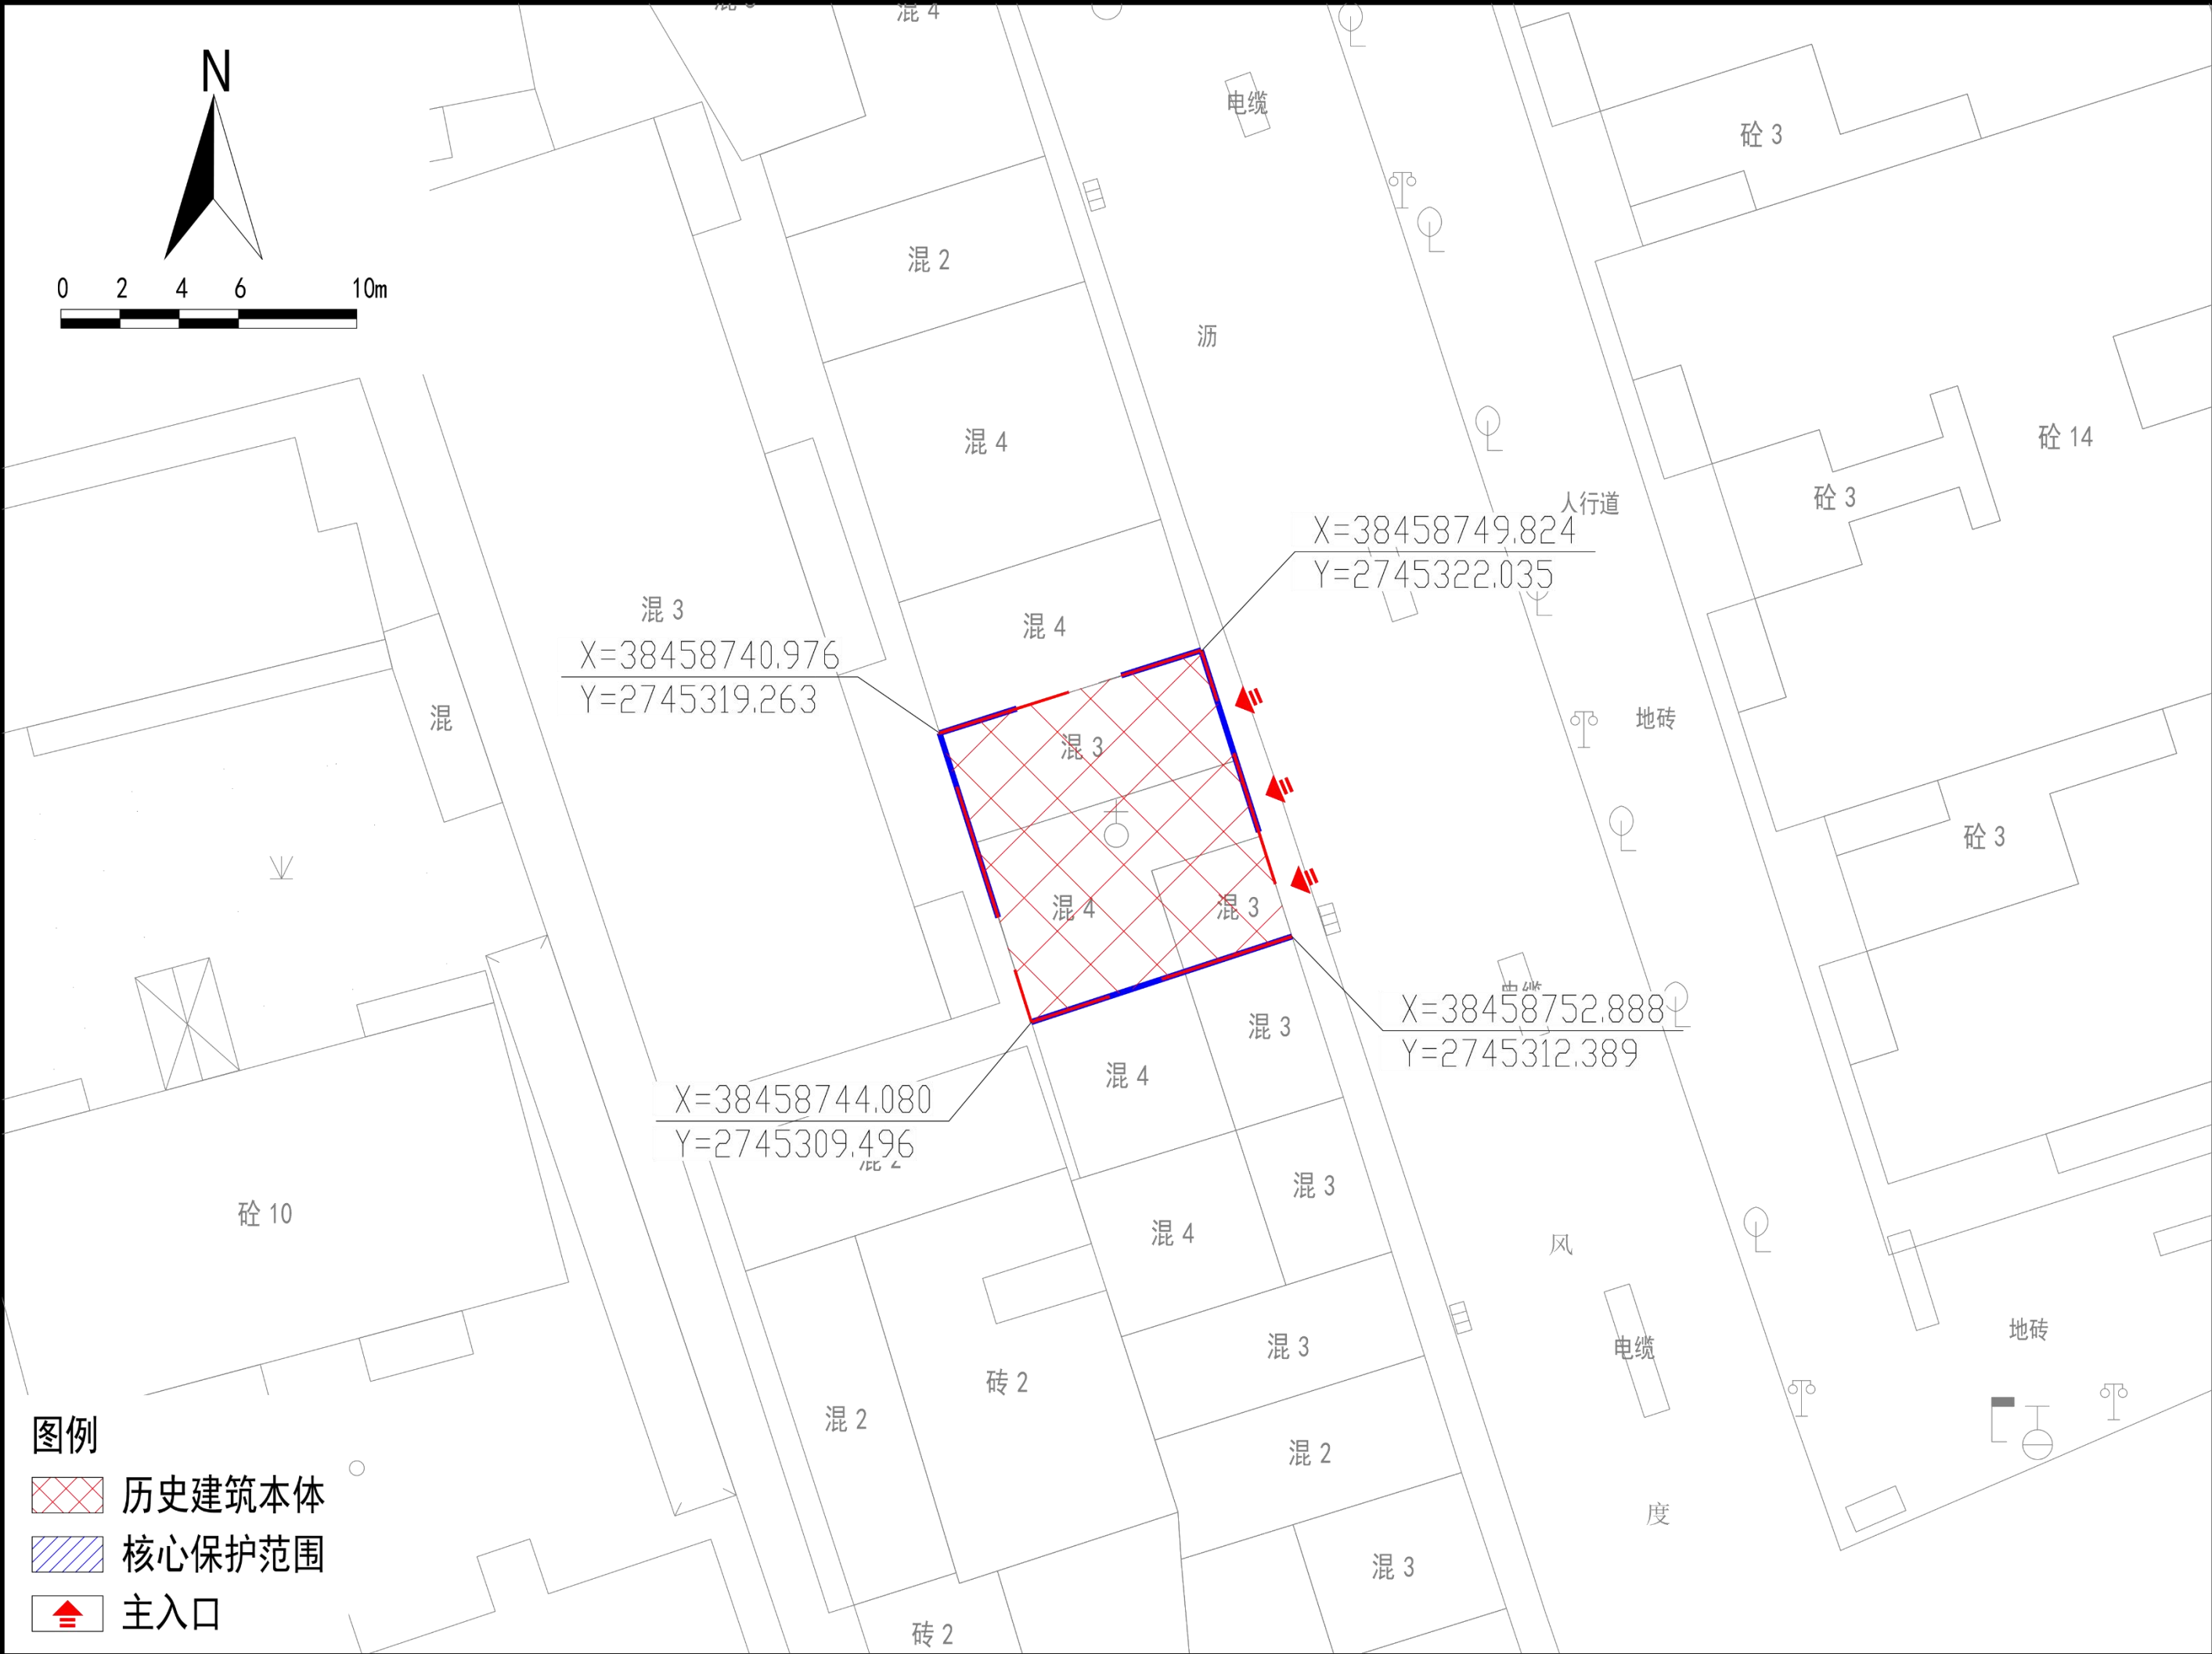 混 4
N
电缆
砼 3
混 2
0 2 4 6 10m
沥
混 4
砼 14
砼 3
人行道
X=38458749.824
Y=2745322.035
混 3
混 4
X=38458740.976
Y=2745319.263
混
地砖
混 3
砼 3
混 4
混 3
X=38458752.888
Y=2745312.389
混 3
混 4
X=38458744.080
Y=2745309.496
混 2
混 3
砼 10
混 4
风
地砖
混 3
电缆
砖 2
混 2
图例
混 2
历史建筑本体
度
核心保护范围
混 3
主入口
砖 2